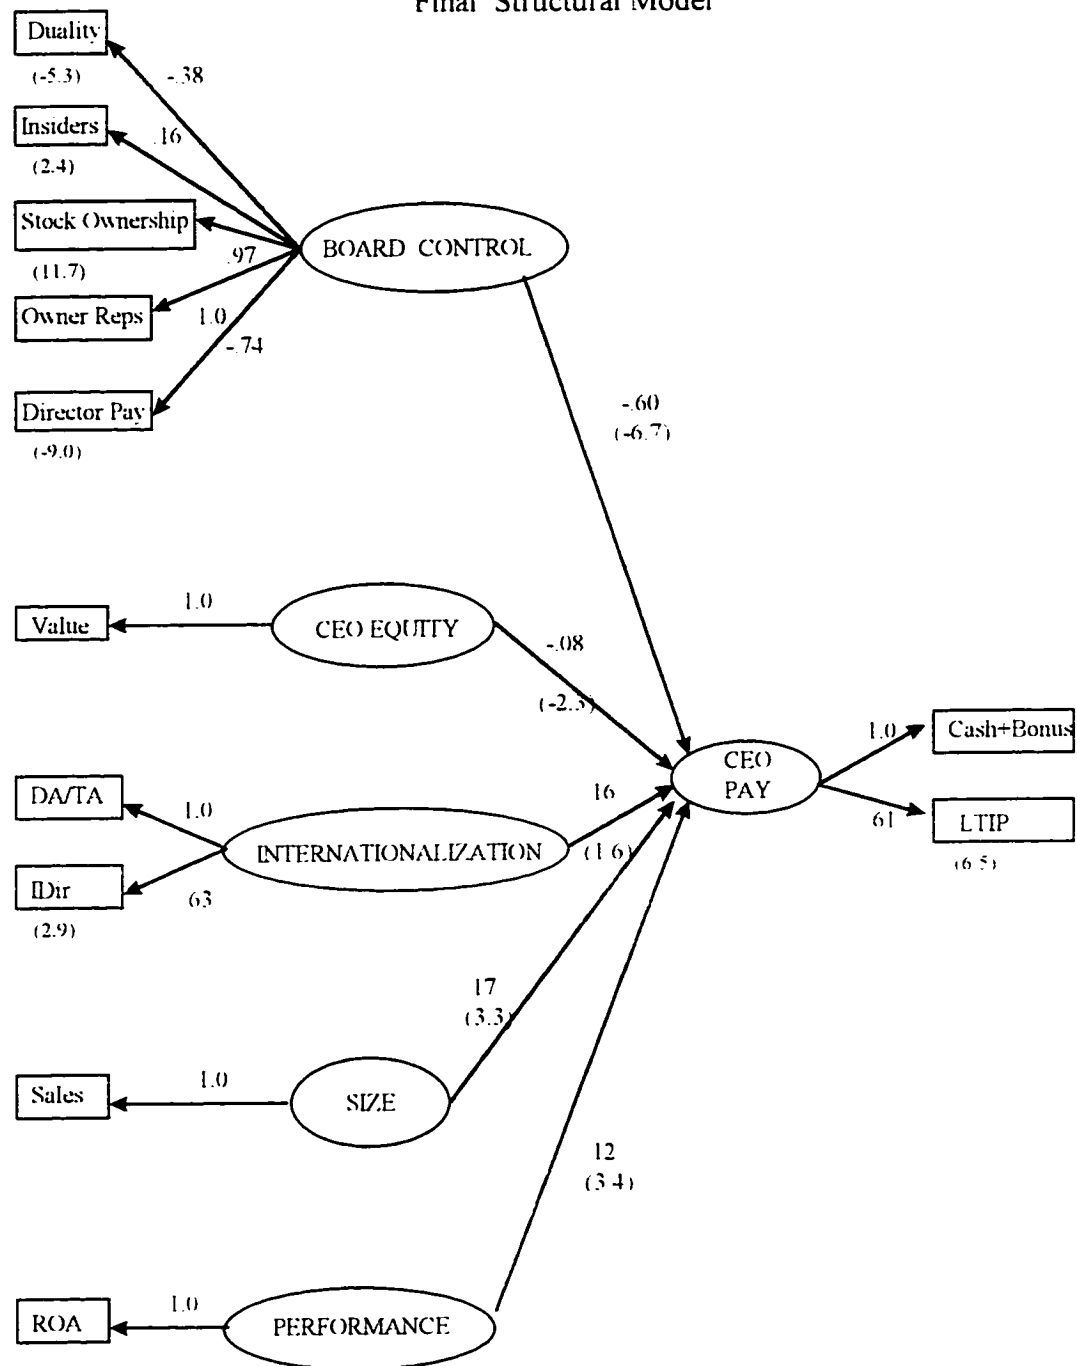 Final Structural Model
Duality
(-5.3)
-.38
Insiders
.16
(2.4)
Stock Ownership
.97
(11.7)
Owner Reps
1.0
-.74
Director Pay
(-9.0)
BOARD CONTROL
-.60
(-6.7)
Value
1.0
CEO EQUITY
-.08
(-2.3)
DA/TA
1.0
INTERNATIONALIZATION
16
(1 6)
IDir
63
(2.9)
CEO
PAY
1.0
Cash+Bonus
61
LTIP
(6 5)
17
(3.3)
Sales
1.0
SIZE
12
(3 4)
ROA
1.0
PERFORMANCE